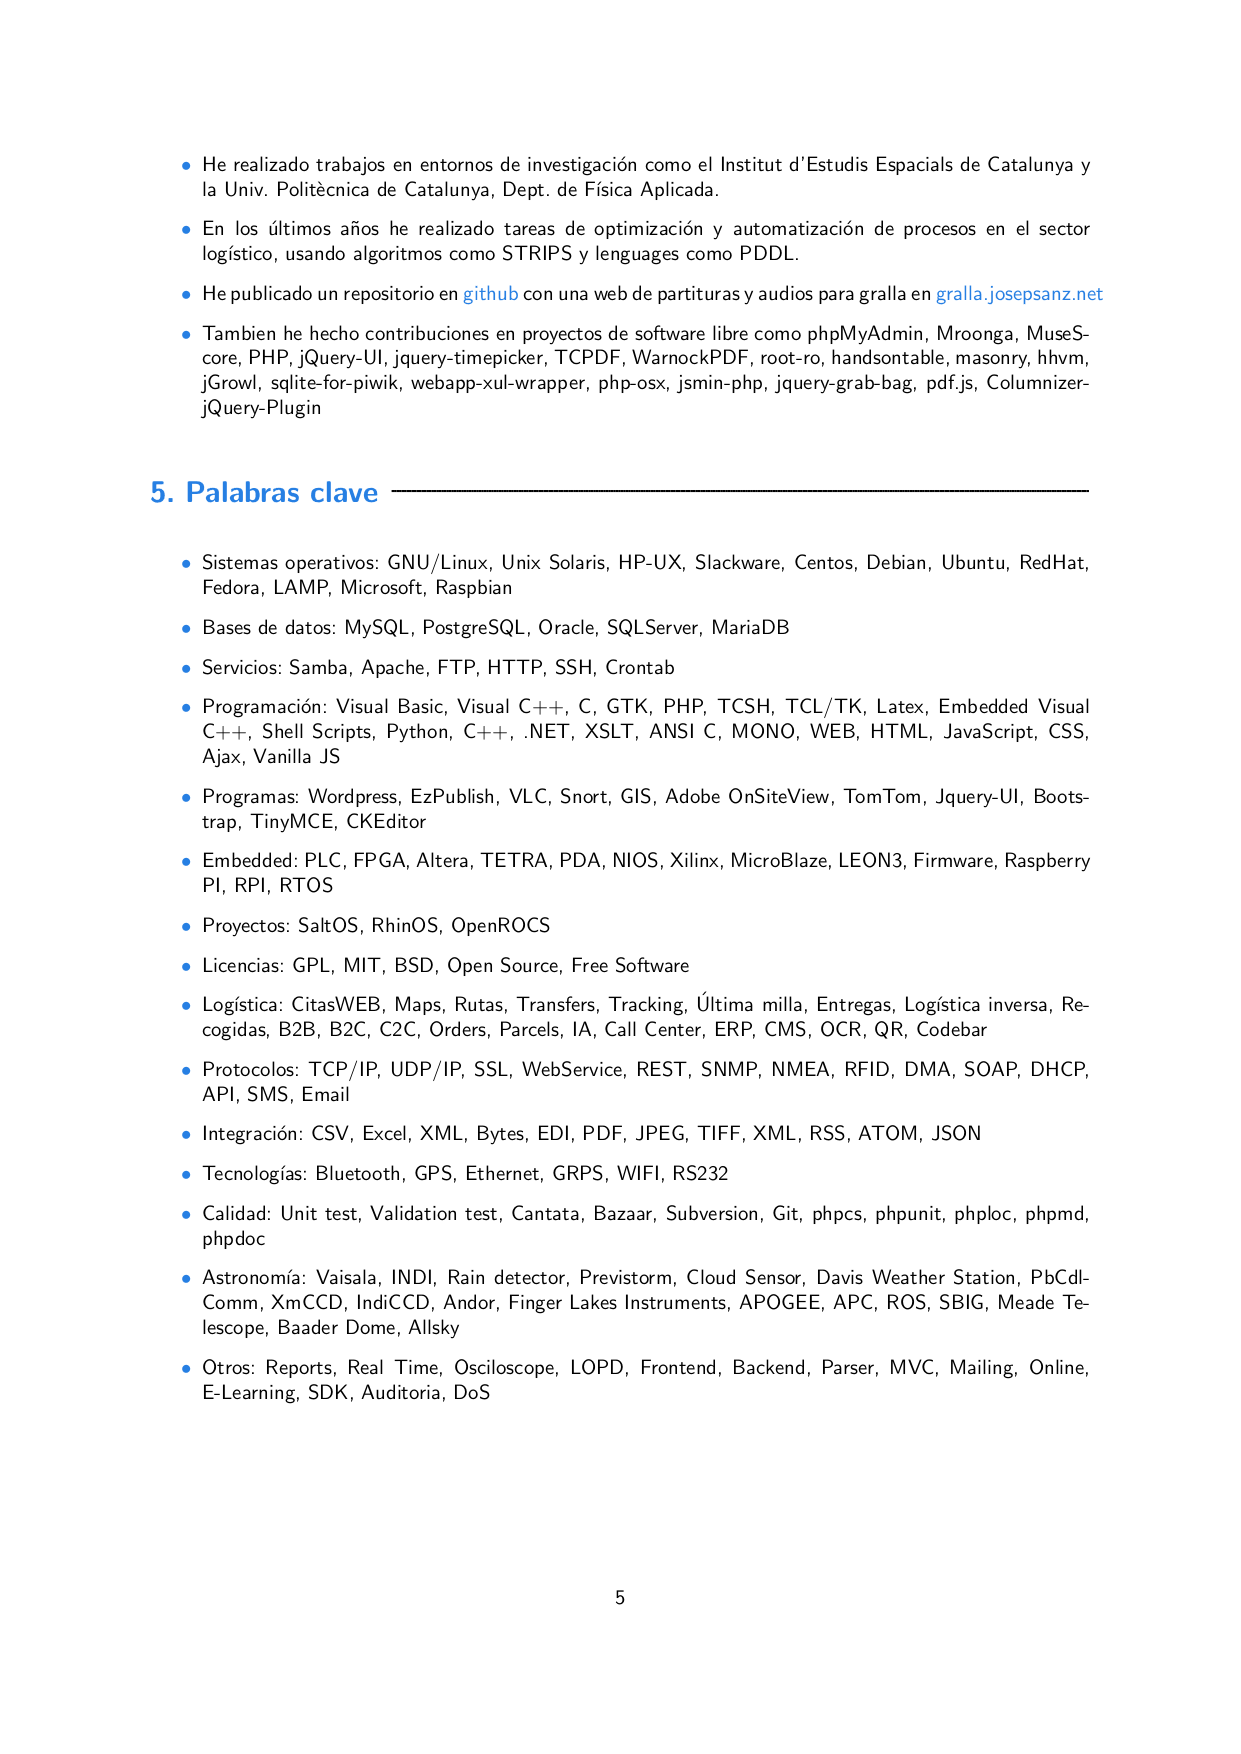 • He realizado trabajos en entornos de investigación como el Institut d'Estudis Espacials de Catalunya y
la Univ. Politècnica de Catalunya, Dept. de Física Aplicada.
• En los últimos años he realizado tareas de optimización y automatización de procesos en el sector
logístico, usando algoritmos como STRIPS y lenguages como PDDL.
• He publicado un repositorio en github con una web de partituras y audios para gralla en gralla.josepsanz.net
• Tambien he hecho contribuciones en proyectos de software libre como phpMyAdmin, Mroonga, MuseS-
core, PHP, jQuery-UI, jquery-timepicker, TCPDF, WarnockPDF, root-ro, handsontable, masonry, hhvm,
jGrowl, sqlite-for-piwik, webapp-xul-wrapper, php-osx, jsmin-php, jquery-grab-bag, pdf.js, Columnizer-
jQuery-Plugin
5. Palabras clave
• Sistemas operativos: GNU/Linux, Unix Solaris, HP-UX, Slackware, Centos, Debian, Ubuntu, RedHat,
Fedora, LAMP, Microsoft, Raspbian
• Bases de datos: MySQL, PostgreSQL, Oracle, SQLServer, MariaDB
• Servicios: Samba, Apache, FTP, HTTP, SSH, Crontab
• Programación: Visual Basic, Visual C++, C, GTK, PHP, TCSH, TCL/TK, Latex, Embedded Visual
C++, Shell Scripts, Python, C++, .NET, XSLT, ANSI C, MONO, WEB, HTML, JavaScript, CSS,
Ajax, Vanilla JS
• Programas: Wordpress, EzPublish, VLC, Snort, GIS, Adobe OnSiteView, TomTom, Jquery-UI, Boots-
trap, TinyMCE, CKEditor
• Embedded: PLC, FPGA, Altera, TETRA, PDA, NIOS, Xilinx, MicroBlaze, LEON3, Firmware, Raspberry
PI, RPI, RTOS
• Proyectos: SaltOS, RhinOS, OpenROCS
• Licencias: GPL, MIT, BSD, Open Source, Free Software
• Logística: CitasWEB, Maps, Rutas, Transfers, Tracking, Última milla, Entregas, Logística inversa, Re-
cogidas, B2B, B2C, C2C, Orders, Parcels, IA, Call Center, ERP, CMS, OCR, QR, Codebar
• Protocolos: TCP/IP, UDP/IP, SSL, WebService, REST, SNMP, NMEA, RFID, DMA, SOAP, DHCP,
API, SMS, Email
• Integración: CSV, Excel, XML, Bytes, EDI, PDF, JPEG, TIFF, XML, RSS, ATOM, JSON
• Tecnologías: Bluetooth, GPS, Ethernet, GRPS, WIFI, RS232
• Calidad: Unit test, Validation test, Cantata, Bazaar, Subversion, Git, phpcs, phpunit, phploc, phpmd,
phpdoc
• Astronomía: Vaisala, INDI, Rain detector, Previstorm, Cloud Sensor, Davis Weather Station, PbCdl-
Comm, XmCCD, IndiCCD, Andor, Finger Lakes Instruments, APOGEE, APC, ROS, SBIG, Meade Te-
lescope, Baader Dome, Allsky
• Otros: Reports, Real Time, Osciloscope, LOPD, Frontend, Backend, Parser, MVC, Mailing, Online,
E-Learning, SDK, Auditoria, DoS
5